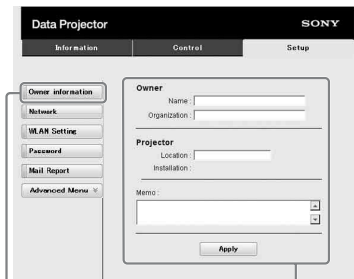 Data Projector SONY
Information Control Setup
Owner information
Network
WLAN Setting
Password
Mail Report
Advanced Menu
Owner
Name :
Organization :
Projector
Location :
Installation :
Memo :
Apply